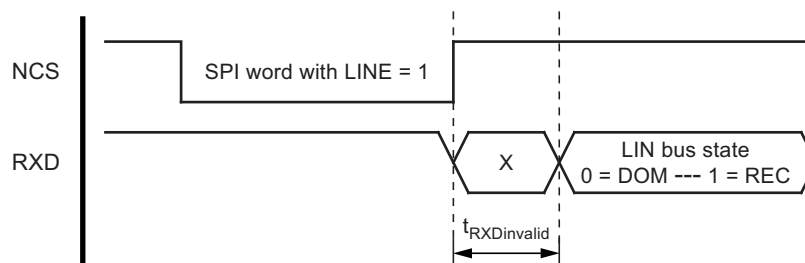 NCS
SPI word with LINE = 1
RXD
X
LIN bus state
0 = DOM --- 1 = REC
tRXDinvalid